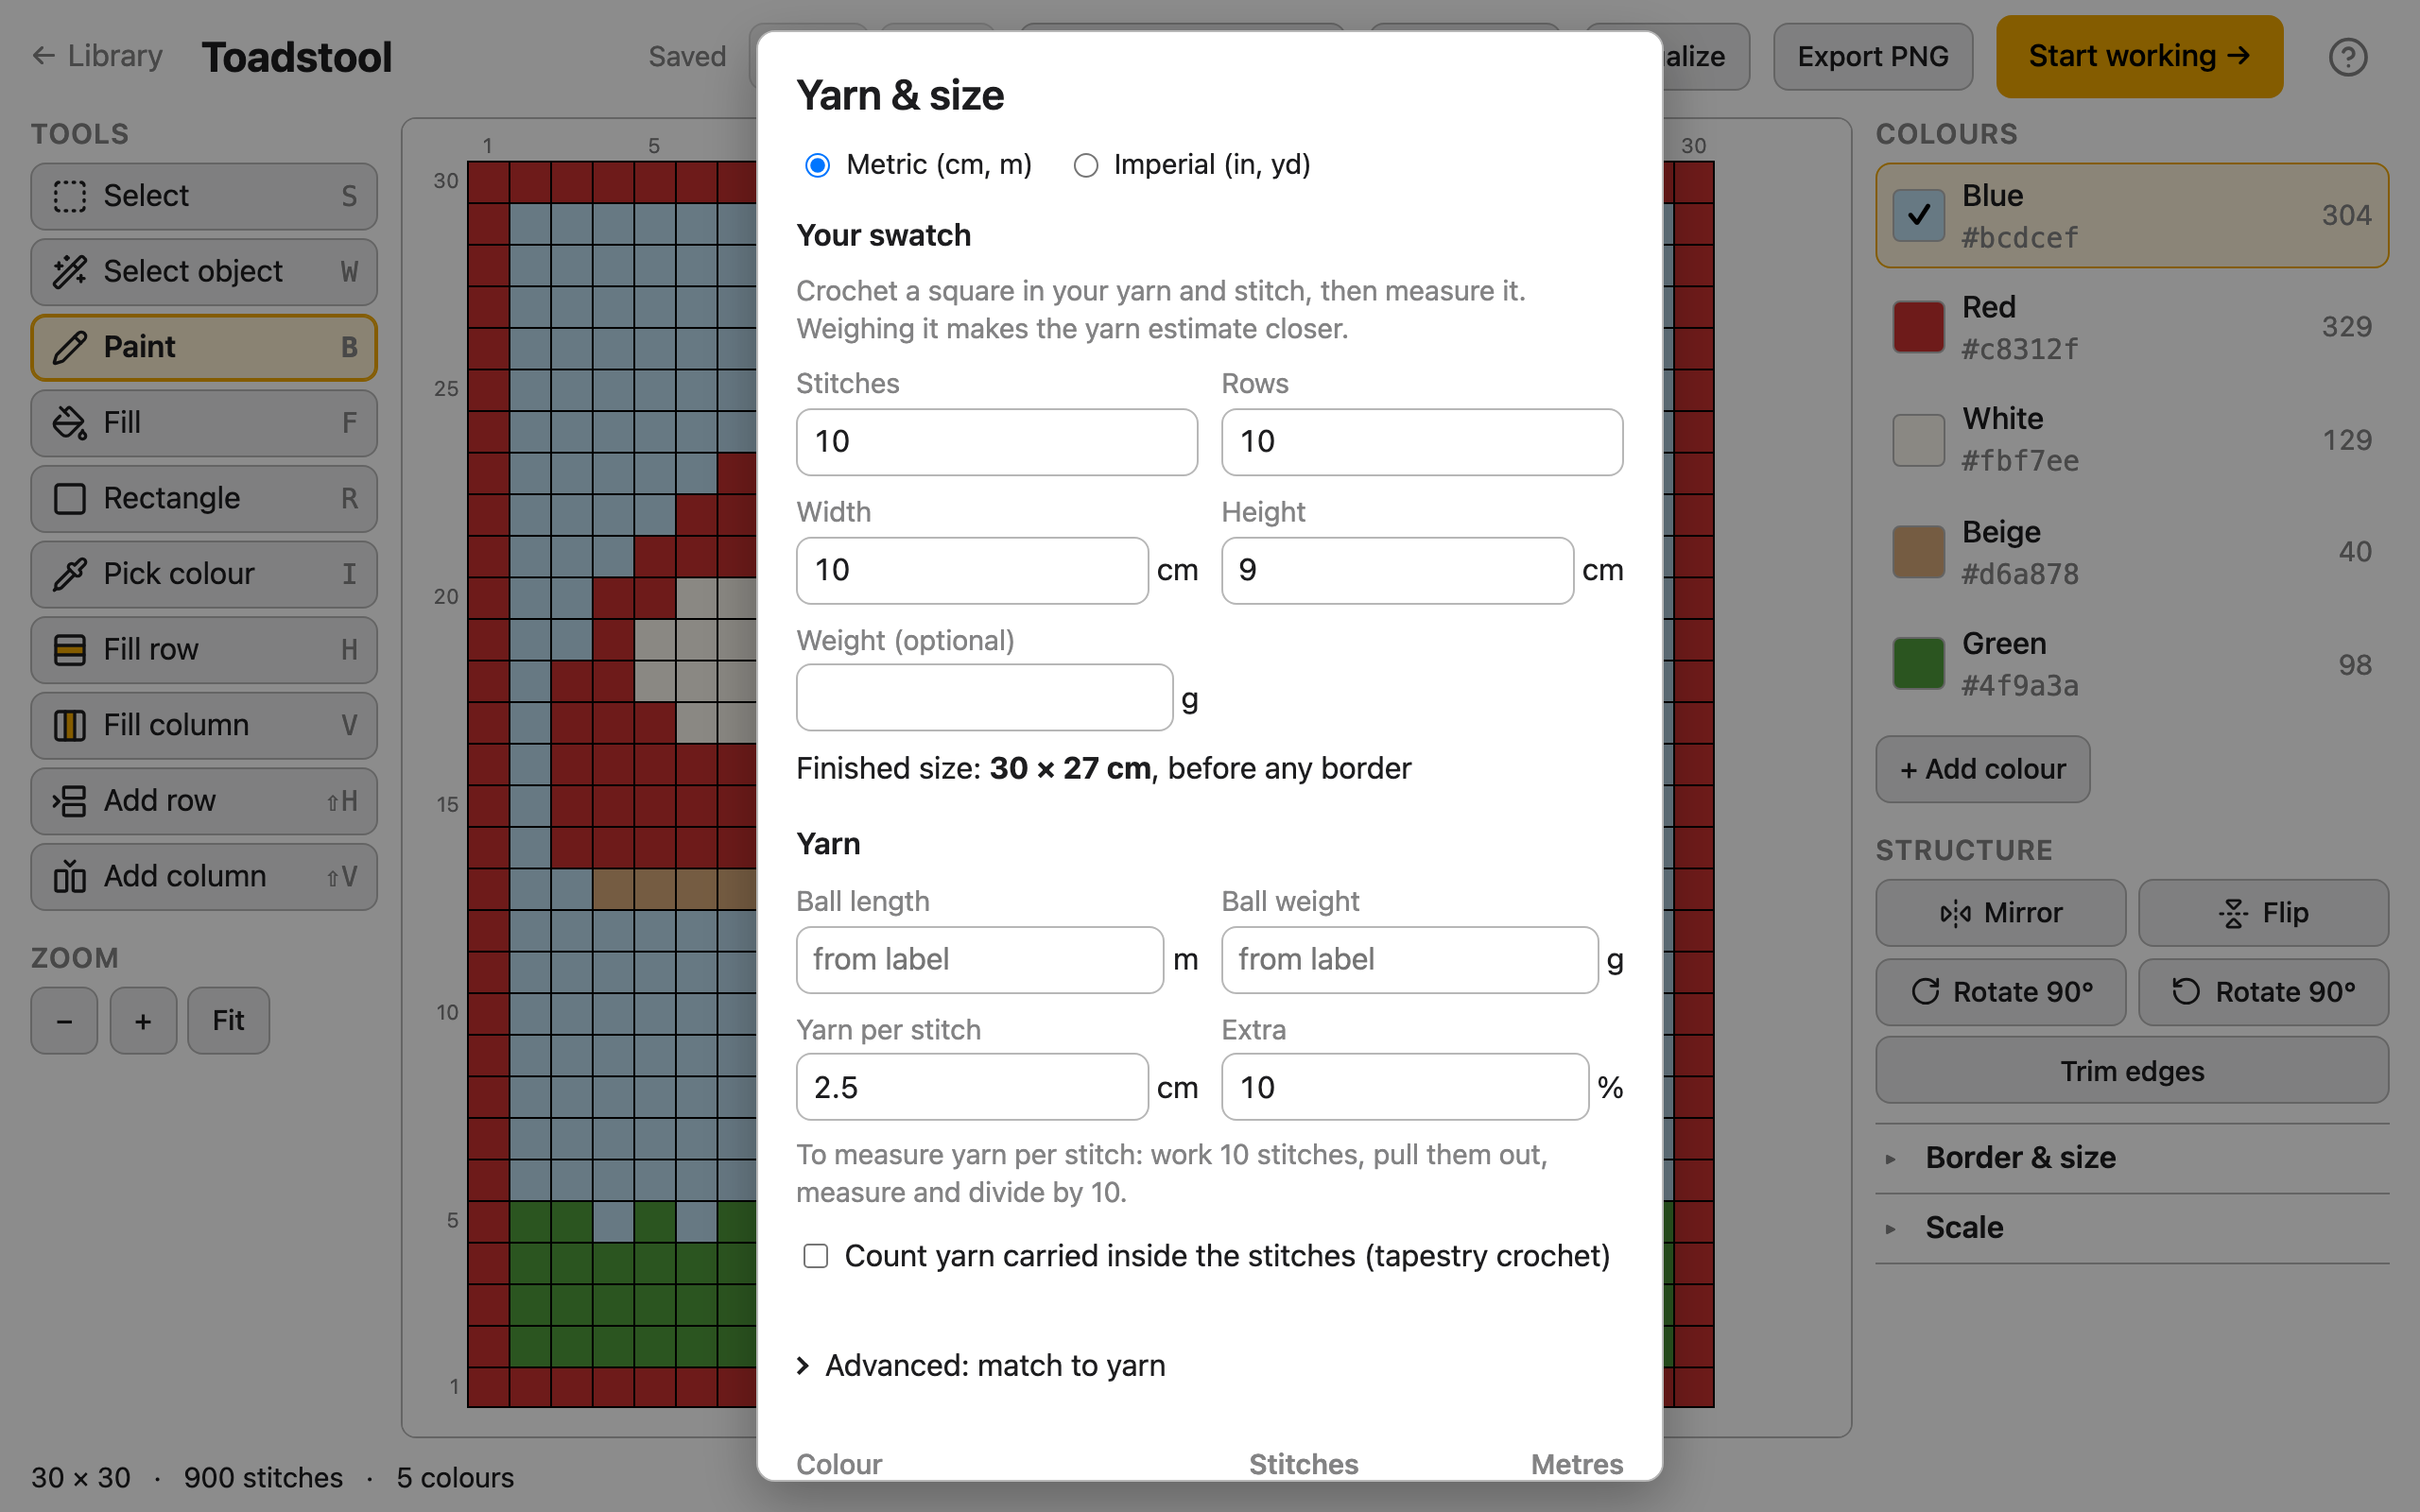 ← Library
Toadstool
Saved
alize
Export PNG
Start working →
TOOLS
Select S
Select object W
Paint B
Fill F
Rectangle R
Pick colour I
Fill row H
Fill column V
Add row ⇧H
Add column ⇧V
ZOOM
− + Fit
1 5 30
30
25
20
15
10
5
1
Yarn & size
Metric (cm, m) Imperial (in, yd)
Your swatch
Crochet a square in your yarn and stitch, then measure it.
Weighing it makes the yarn estimate closer.
Stitches Rows
10 10
Width Height
10 cm 9 cm
Weight (optional)
g
Finished size: 30 × 27 cm, before any border
Yarn
Ball length Ball weight
from label m from label g
Yarn per stitch Extra
2.5 cm 10 %
To measure yarn per stitch: work 10 stitches, pull them out,
measure and divide by 10.
Count yarn carried inside the stitches (tapestry crochet)
Advanced: match to yarn
Colour Stitches Metres
COLOURS
Blue
#bcdcef 304
Red
#c8312f 329
White
#fbf7ee 129
Beige
#d6a878 40
Green
#4f9a3a 98
+ Add colour
STRUCTURE
Mirror Flip
Rotate 90° Rotate 90°
Trim edges
Border & size
Scale
30 × 30 · 900 stitches · 5 colours